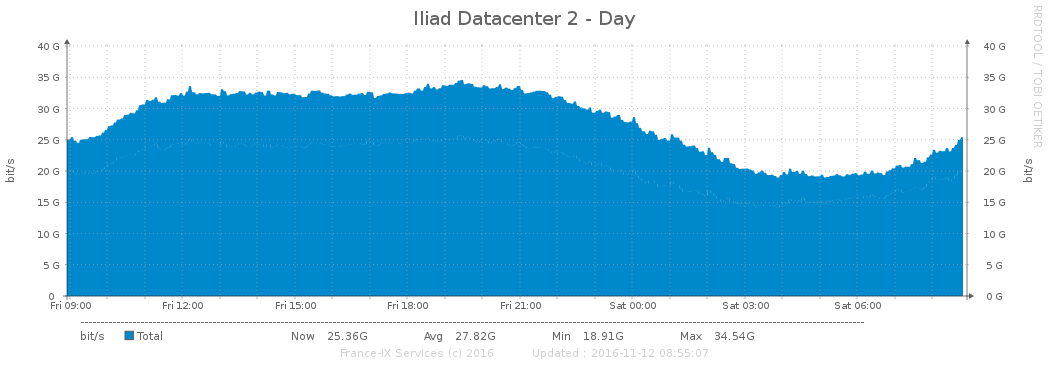 Iliad Datacenter 2 - Day
RRDTOOL / TOBI OETIKER
40 G 40 G
35 G 35 G
30 G 30 G
25 G 25 G
20 G 20 G
15 G 15 G
10 G 10 G
5 G 5 G
0 0 G
bit/s bit/s
Fri 09:00 Fri 12:00 Fri 15:00 Fri 18:00 Fri 21:00 Sat 00:00 Sat 03:00 Sat 06:00
bit/s Total Now 25.36G Avg 27.82G Min 18.91G Max 34.54G
France-IX Services (c) 2016 Updated : 2016-11-12 08:55:07